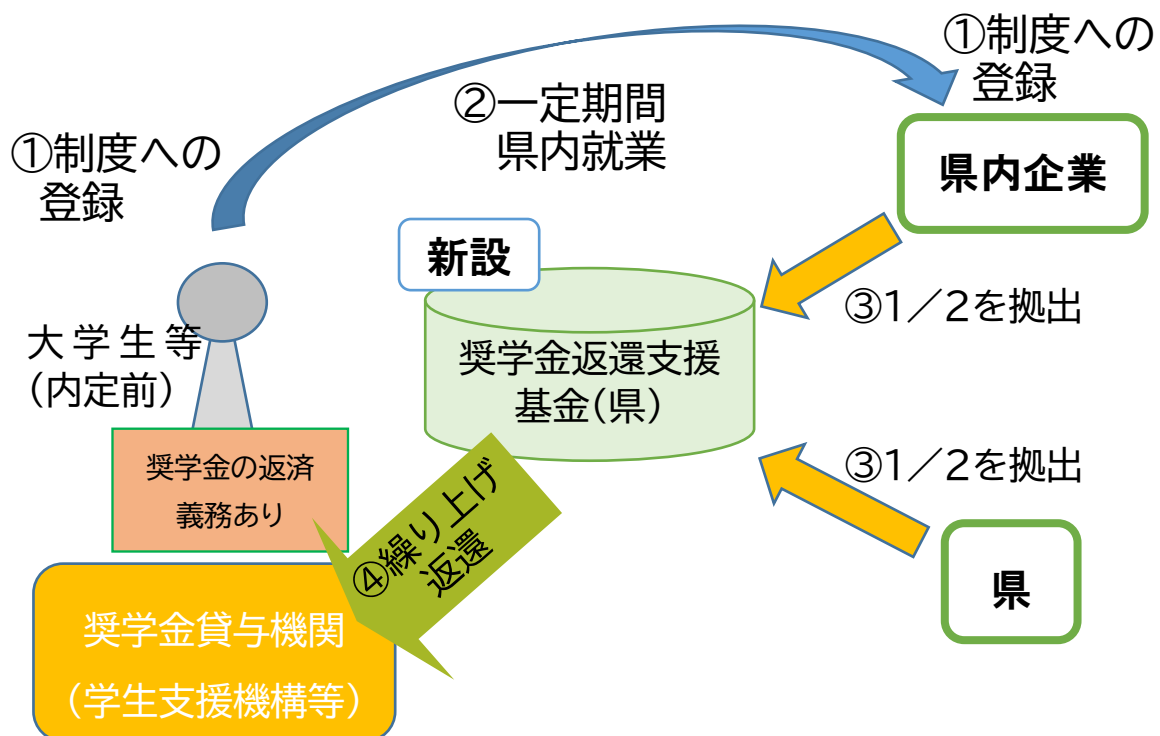 ①制度への
登録
②一定期間
県内就業
①制度への
登録
県内企業
新設
③1／2を拠出
大学生等
(内定前)
奨学金返還支援
基金(県)
③1／2を拠出
奨学金の返済
義務あり
④繰り上げ
返還
県
奨学金貸与機関
(学生支援機構等)